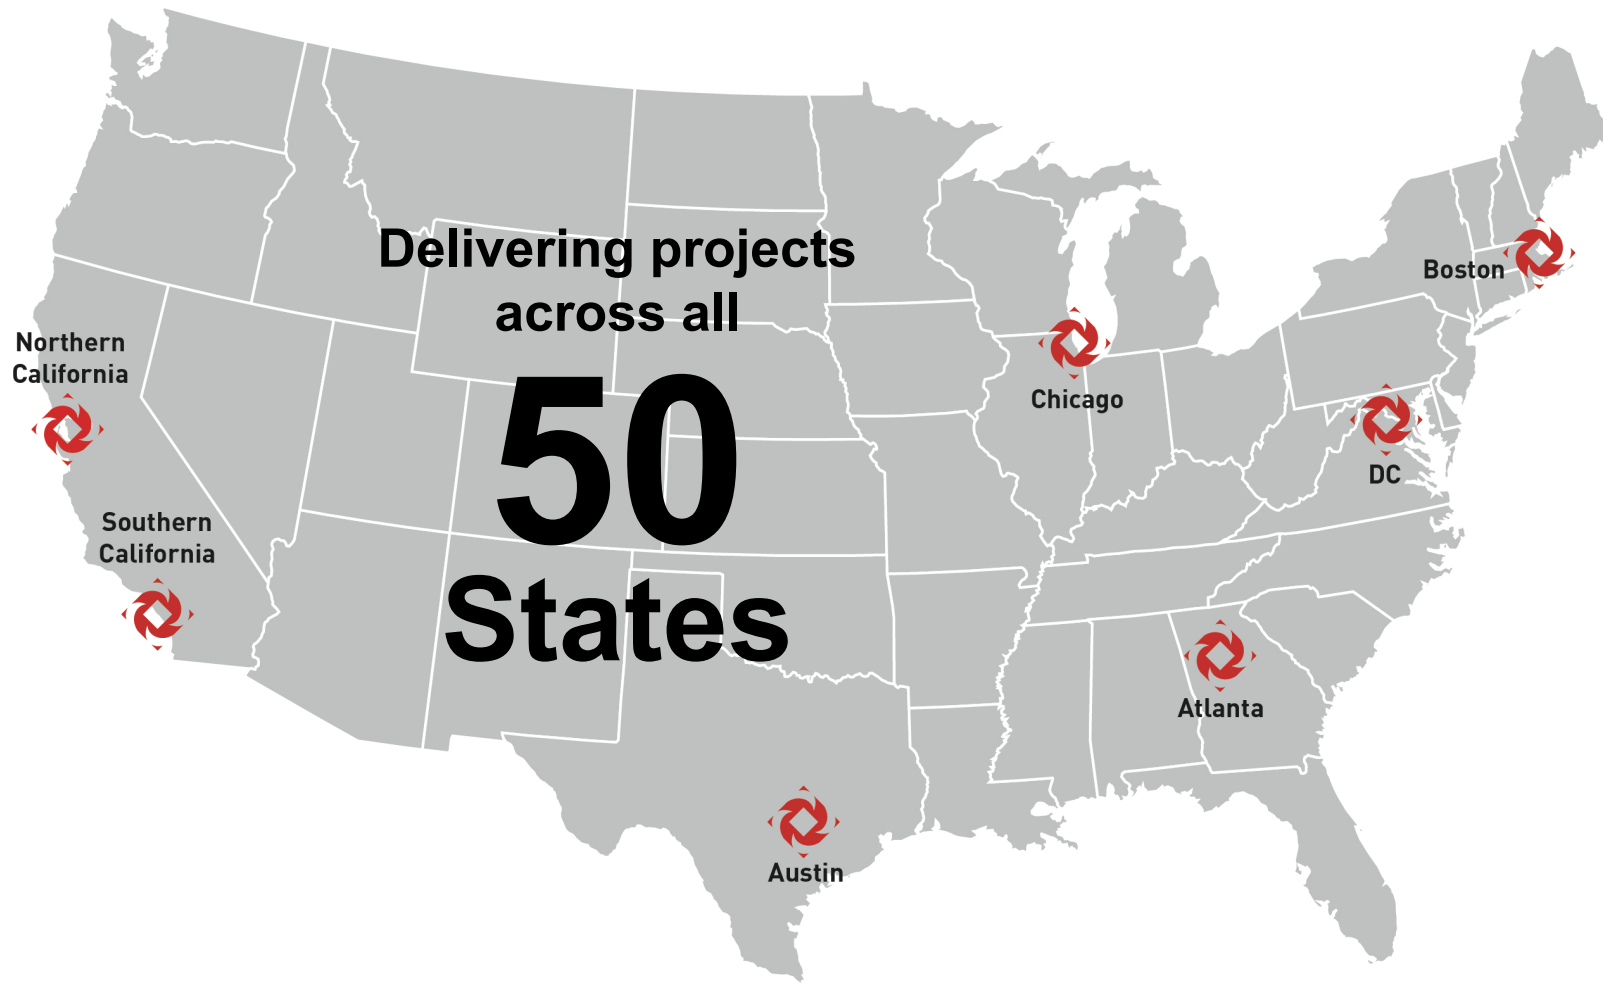 Delivering projects
across all
50
States
Northern
California
Southern
California
Boston
Chicago
DC
Atlanta
Austin